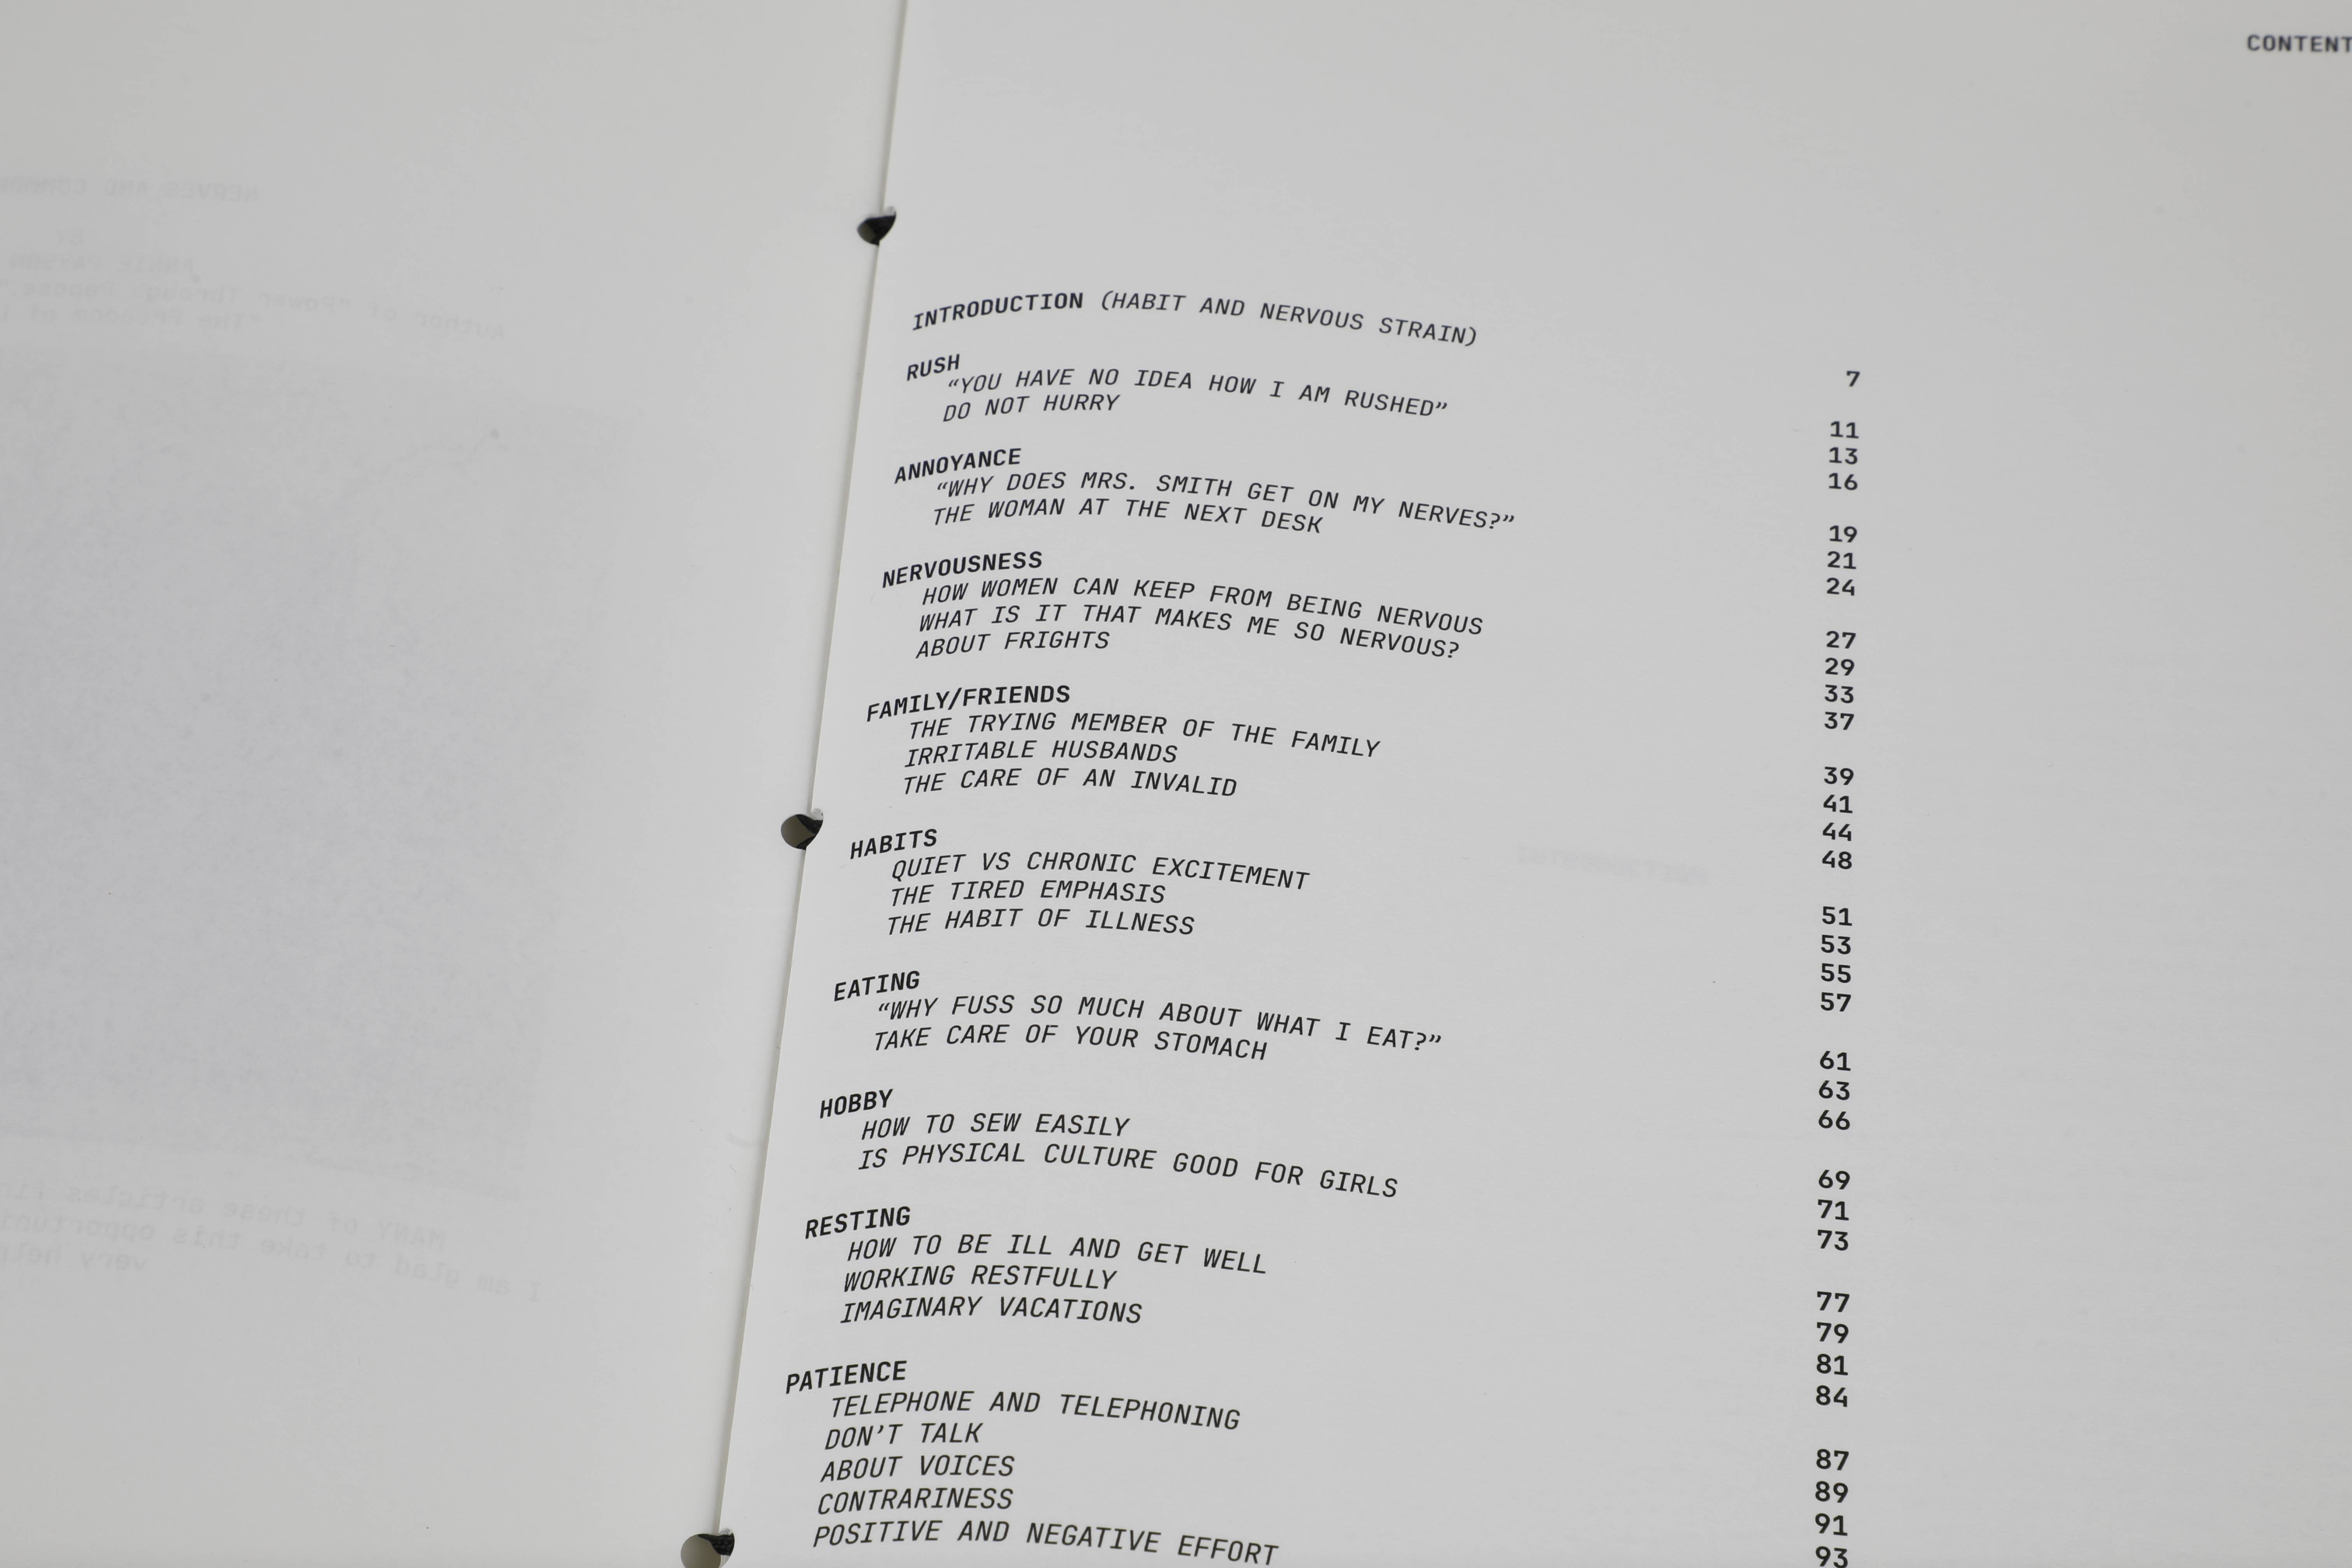 CONTENT
INTRODUCTION (HABIT AND NERVOUS STRAIN) 7
RUSH 11
“YOU HAVE NO IDEA HOW I AM RUSHED” 13
DO NOT HURRY 16
ANNOYANCE 19
“WHY DOES MRS. SMITH GET ON MY NERVES?” 21
THE WOMAN AT THE NEXT DESK 24
NERVOUSNESS 27
HOW WOMEN CAN KEEP FROM BEING NERVOUS 29
WHAT IS IT THAT MAKES ME SO NERVOUS? 33
ABOUT FRIGHTS 37
FAMILY/FRIENDS 39
THE TRYING MEMBER OF THE FAMILY 41
IRRITABLE HUSBANDS 44
THE CARE OF AN INVALID 48
HABITS 51
QUIET VS CHRONIC EXCITEMENT 53
THE TIRED EMPHASIS 55
THE HABIT OF ILLNESS 57
EATING 61
“WHY FUSS SO MUCH ABOUT WHAT I EAT?” 63
TAKE CARE OF YOUR STOMACH 66
HOBBY 69
HOW TO SEW EASILY 71
IS PHYSICAL CULTURE GOOD FOR GIRLS 73
RESTING 77
HOW TO BE ILL AND GET WELL 79
WORKING RESTFULLY 81
IMAGINARY VACATIONS 84
PATIENCE 87
TELEPHONE AND TELEPHONING 89
DON’T TALK 91
ABOUT VOICES 93
CONTRARINESS
POSITIVE AND NEGATIVE EFFORT